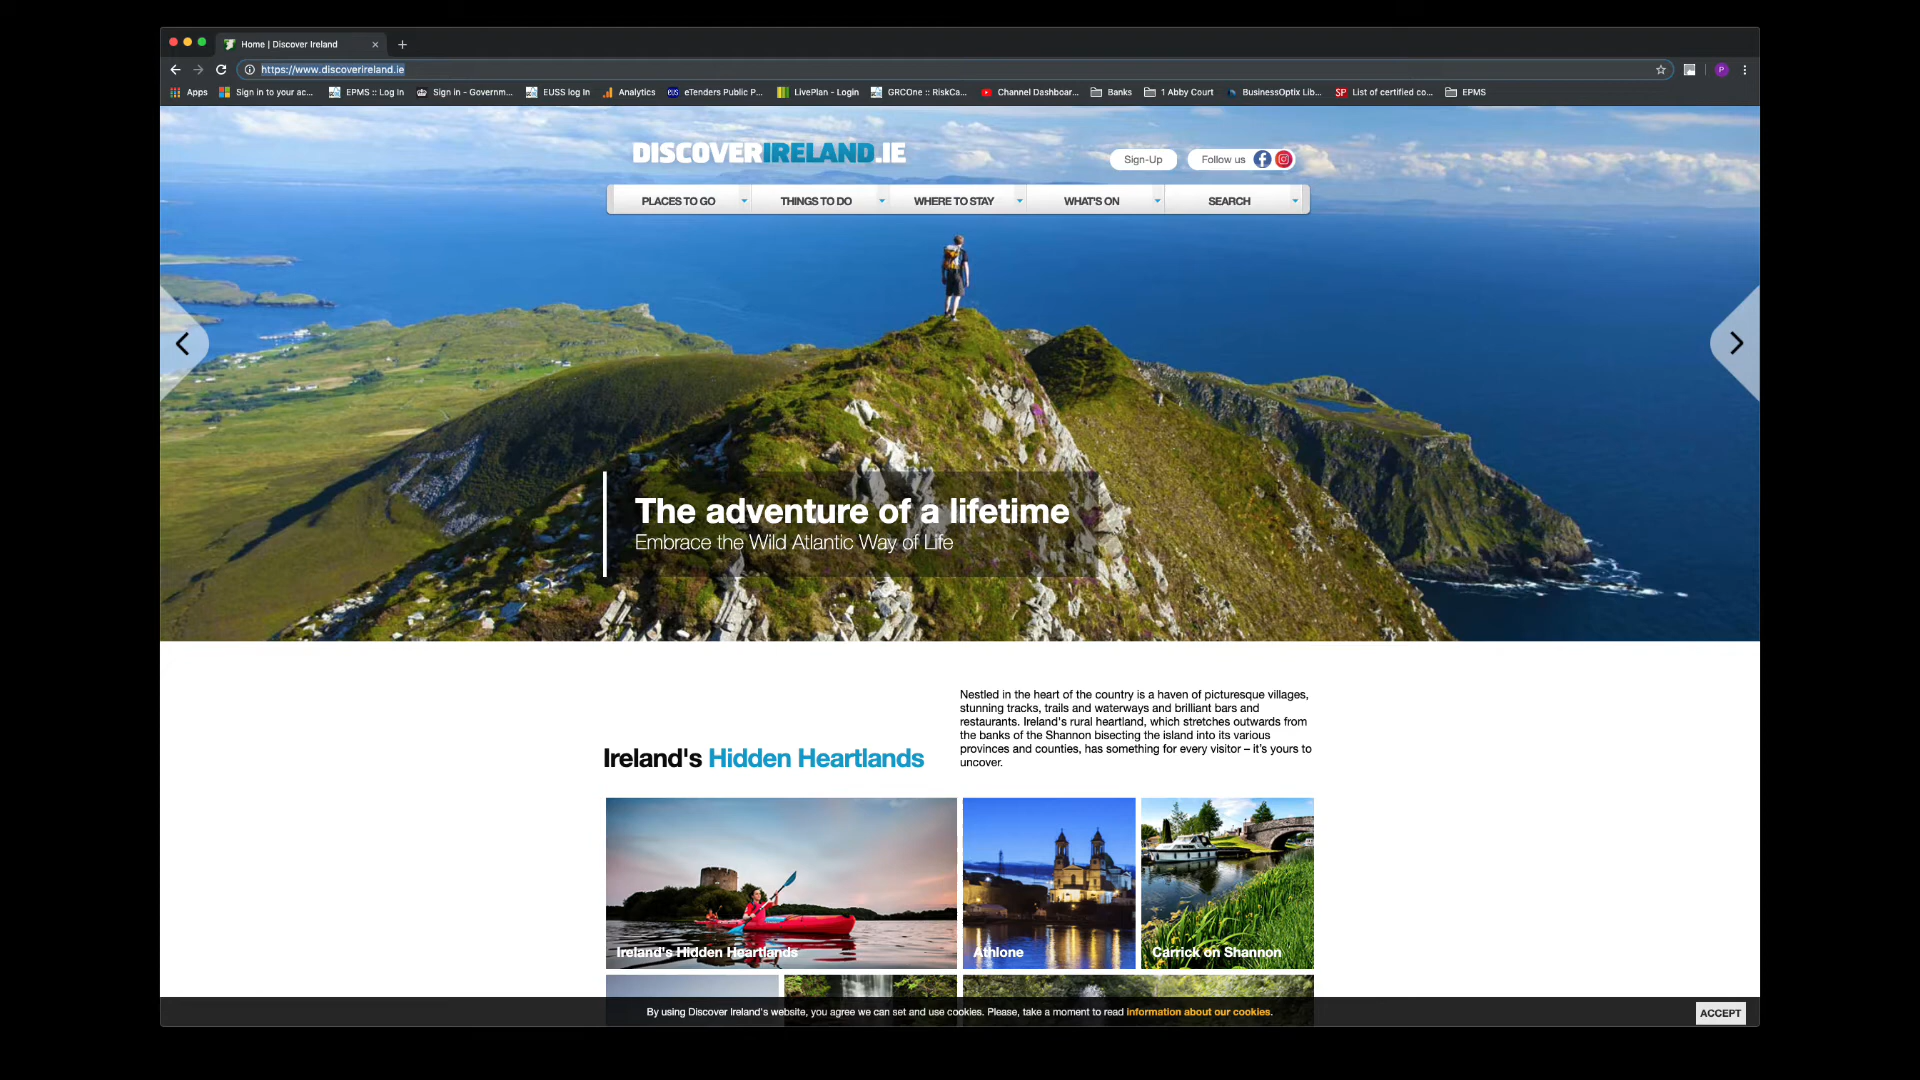 Home | Discover Ireland
https://www.discoverireland.ie
Apps
Sign in to your ac...
EPMS :: Log In
Sign in - Governm...
EUSS log In
Analytics
eTenders Public P...
LivePlan - Login
GRCOne :: RiskCa...
Channel Dashboar...
Banks
1 Abby Court
BusinessOptix Lib...
SP
List of certified co...
EPMS
P
DISCOVERIRELAND.IE
Sign-Up
Follow us
PLACES TO GO
THINGS TO DO
WHERE TO STAY
WHAT'S ON
SEARCH
The adventure of a lifetime
Embrace the Wild Atlantic Way of Life
Ireland's Hidden Heartlands
Nestled in the heart of the country is a haven of picturesque villages,
stunning tracks, trails and waterways and brilliant bars and
restaurants. Ireland's rural heartland, which stretches outwards from
the banks of the Shannon bisecting the island into its various
provinces and counties, has something for every visitor – it's yours to
uncover.
Ireland's Hidden Heartlands
Athlone
Carrick on Shannon
By using Discover Ireland's website, you agree we can set and use cookies. Please, take a moment to read information about our cookies.
ACCEPT